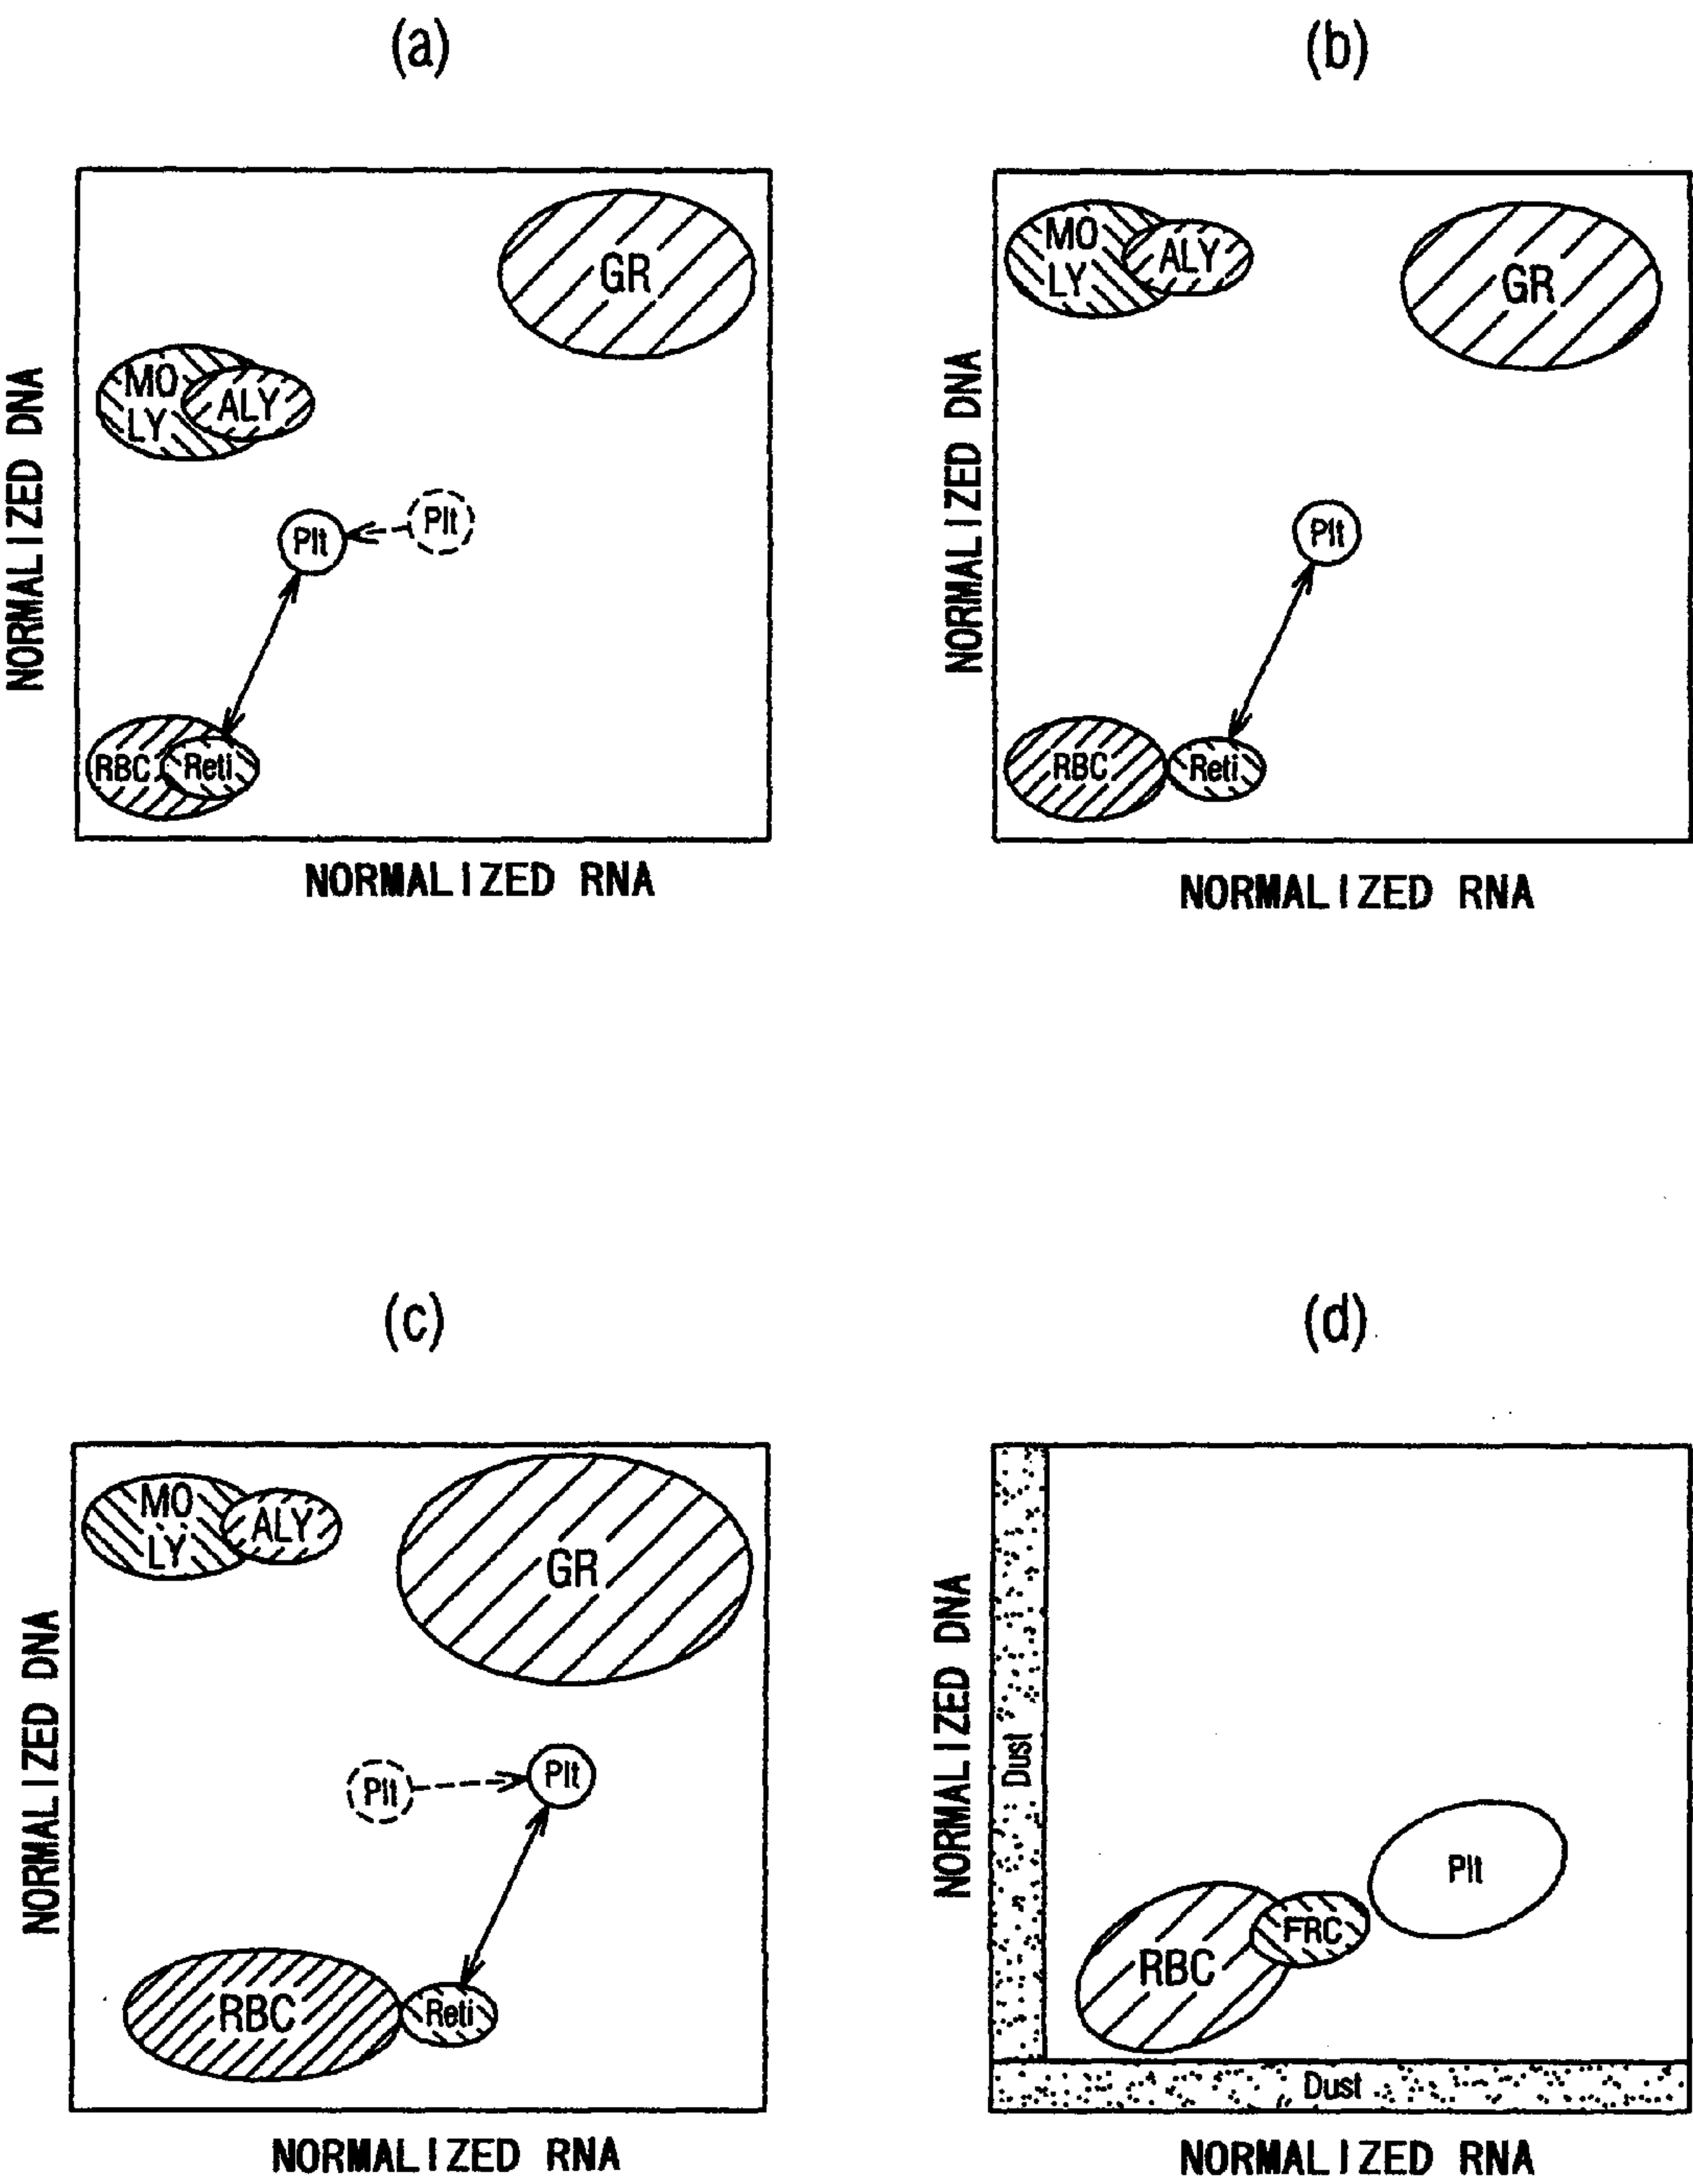 (a)
(b)
NORMALIZED DNA
GR
MO
LY
ALY
Plt
Plt
RBC
Reti
NORMALIZED RNA
NORMALIZED DNA
MO
LY
ALY
GR
Plt
RBC
Reti
NORMALIZED RNA
(c)
(d)
NORMALIZED DNA
MO
LY
ALY
GR
Plt
Plt
RBC
Reti
NORMALIZED RNA
NORMALIZED DNA
Dust
Plt
FRC
RBC
Dust
NORMALIZED RNA